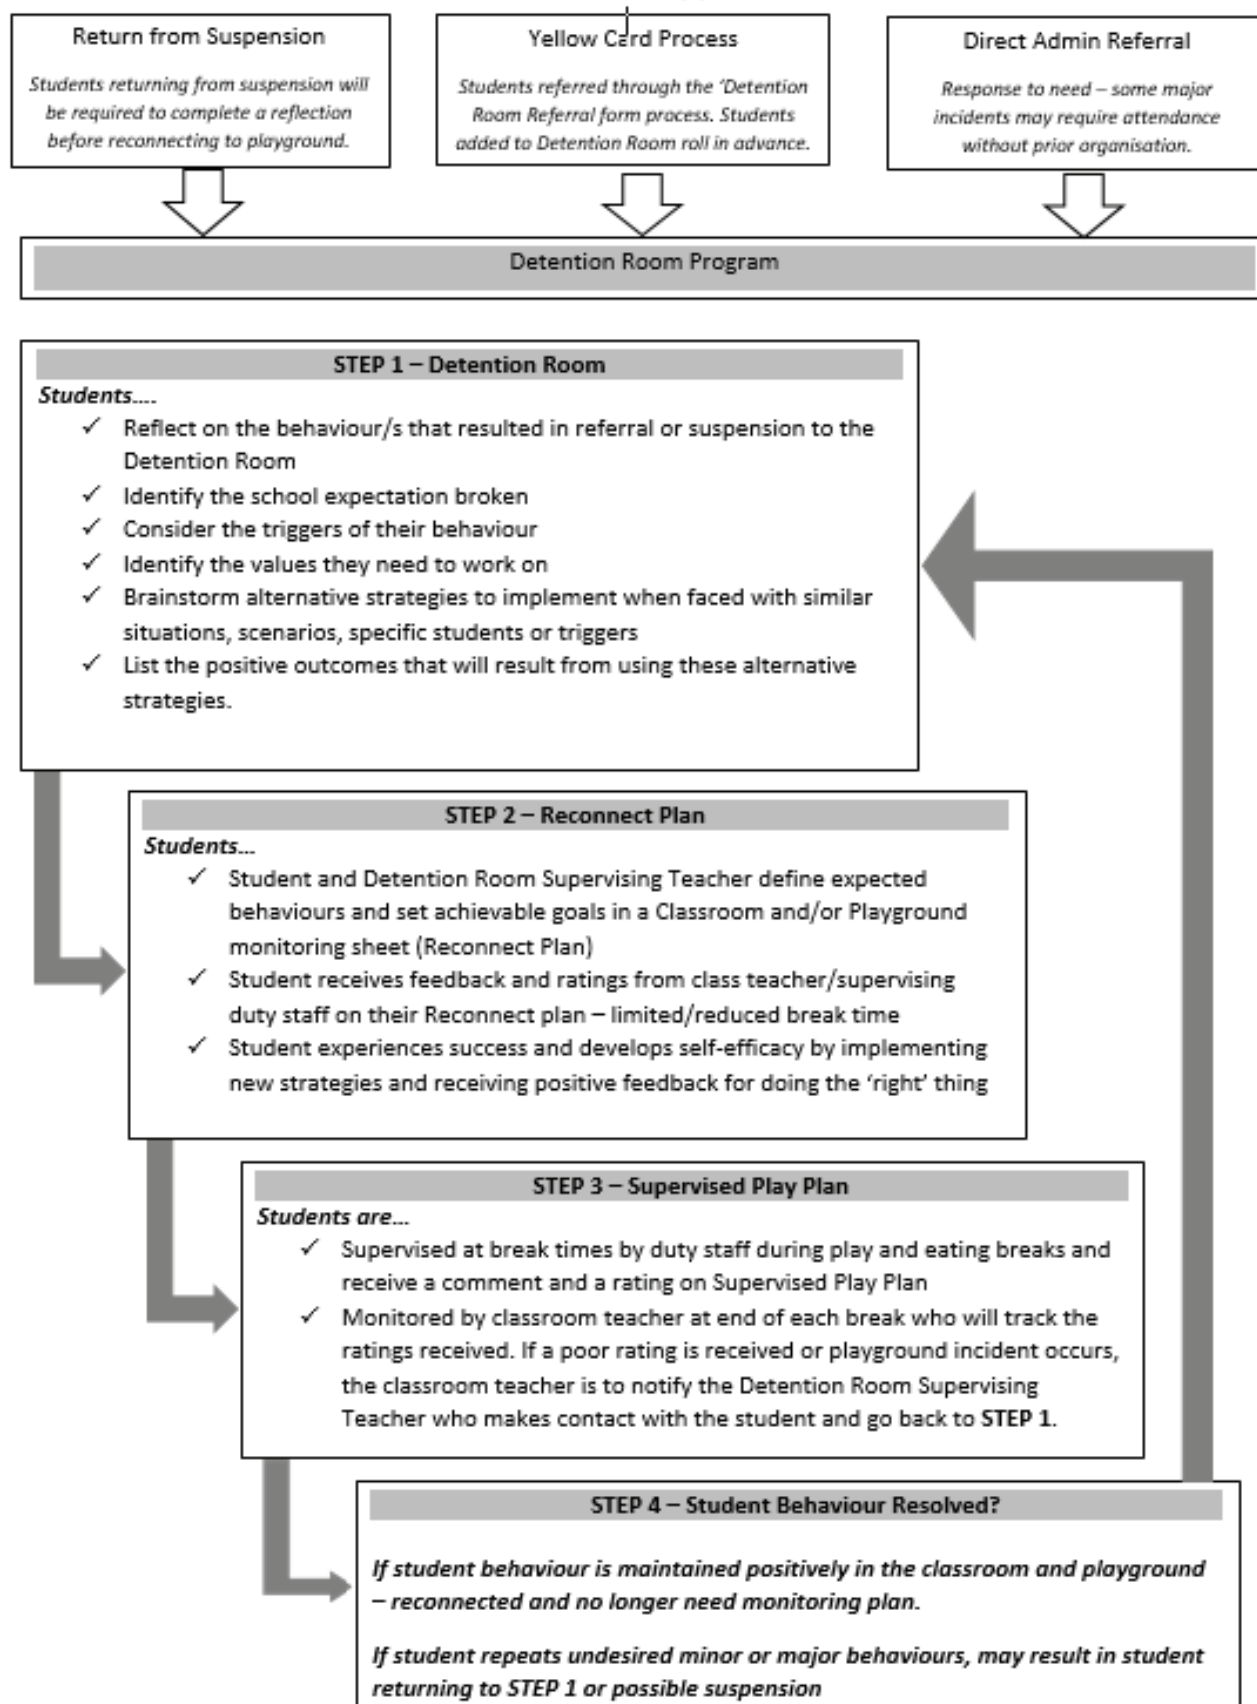 Return from Suspension
Students returning from suspension will
be required to complete a reflection
before reconnecting to playground.
Yellow Card Process
Students referred through the ‘Detention
Room Referral form process. Students
added to Detention Room roll in advance.
Direct Admin Referral
Response to need – some major
incidents may require attendance
without prior organisation.
Detention Room Program
STEP 1 – Detention Room
Students....
✓ Reflect on the behaviour/s that resulted in referral or suspension to the
Detention Room
✓ Identify the school expectation broken
✓ Consider the triggers of their behaviour
✓ Identify the values they need to work on
✓ Brainstorm alternative strategies to implement when faced with similar
situations, scenarios, specific students or triggers
✓ List the positive outcomes that will result from using these alternative
strategies.
STEP 2 – Reconnect Plan
Students...
✓ Student and Detention Room Supervising Teacher define expected
behaviours and set achievable goals in a Classroom and/or Playground
monitoring sheet (Reconnect Plan)
✓ Student receives feedback and ratings from class teacher/supervising
duty staff on their Reconnect plan – limited/reduced break time
✓ Student experiences success and develops self-efficacy by implementing
new strategies and receiving positive feedback for doing the ‘right’ thing
STEP 3 – Supervised Play Plan
Students are...
✓ Supervised at break times by duty staff during play and eating breaks and
receive a comment and a rating on Supervised Play Plan
✓ Monitored by classroom teacher at end of each break who will track the
ratings received. If a poor rating is received or playground incident occurs,
the classroom teacher is to notify the Detention Room Supervising
Teacher who makes contact with the student and go back to STEP 1.
STEP 4 – Student Behaviour Resolved?
If student behaviour is maintained positively in the classroom and playground
– reconnected and no longer need monitoring plan.
If student repeats undesired minor or major behaviours, may result in student
returning to STEP 1 or possible suspension